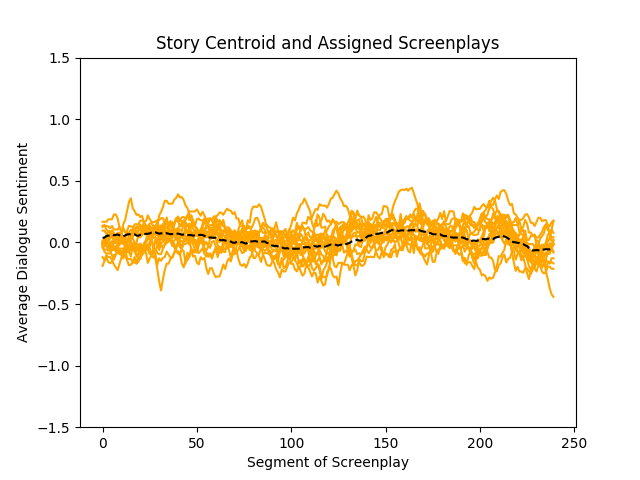 Story Centroid and Assigned Screenplays
Average Dialogue Sentiment
1.5
1.0
0.5
0.0
−0.5
−1.0
−1.5
0 50 100 150 200 250
Segment of Screenplay